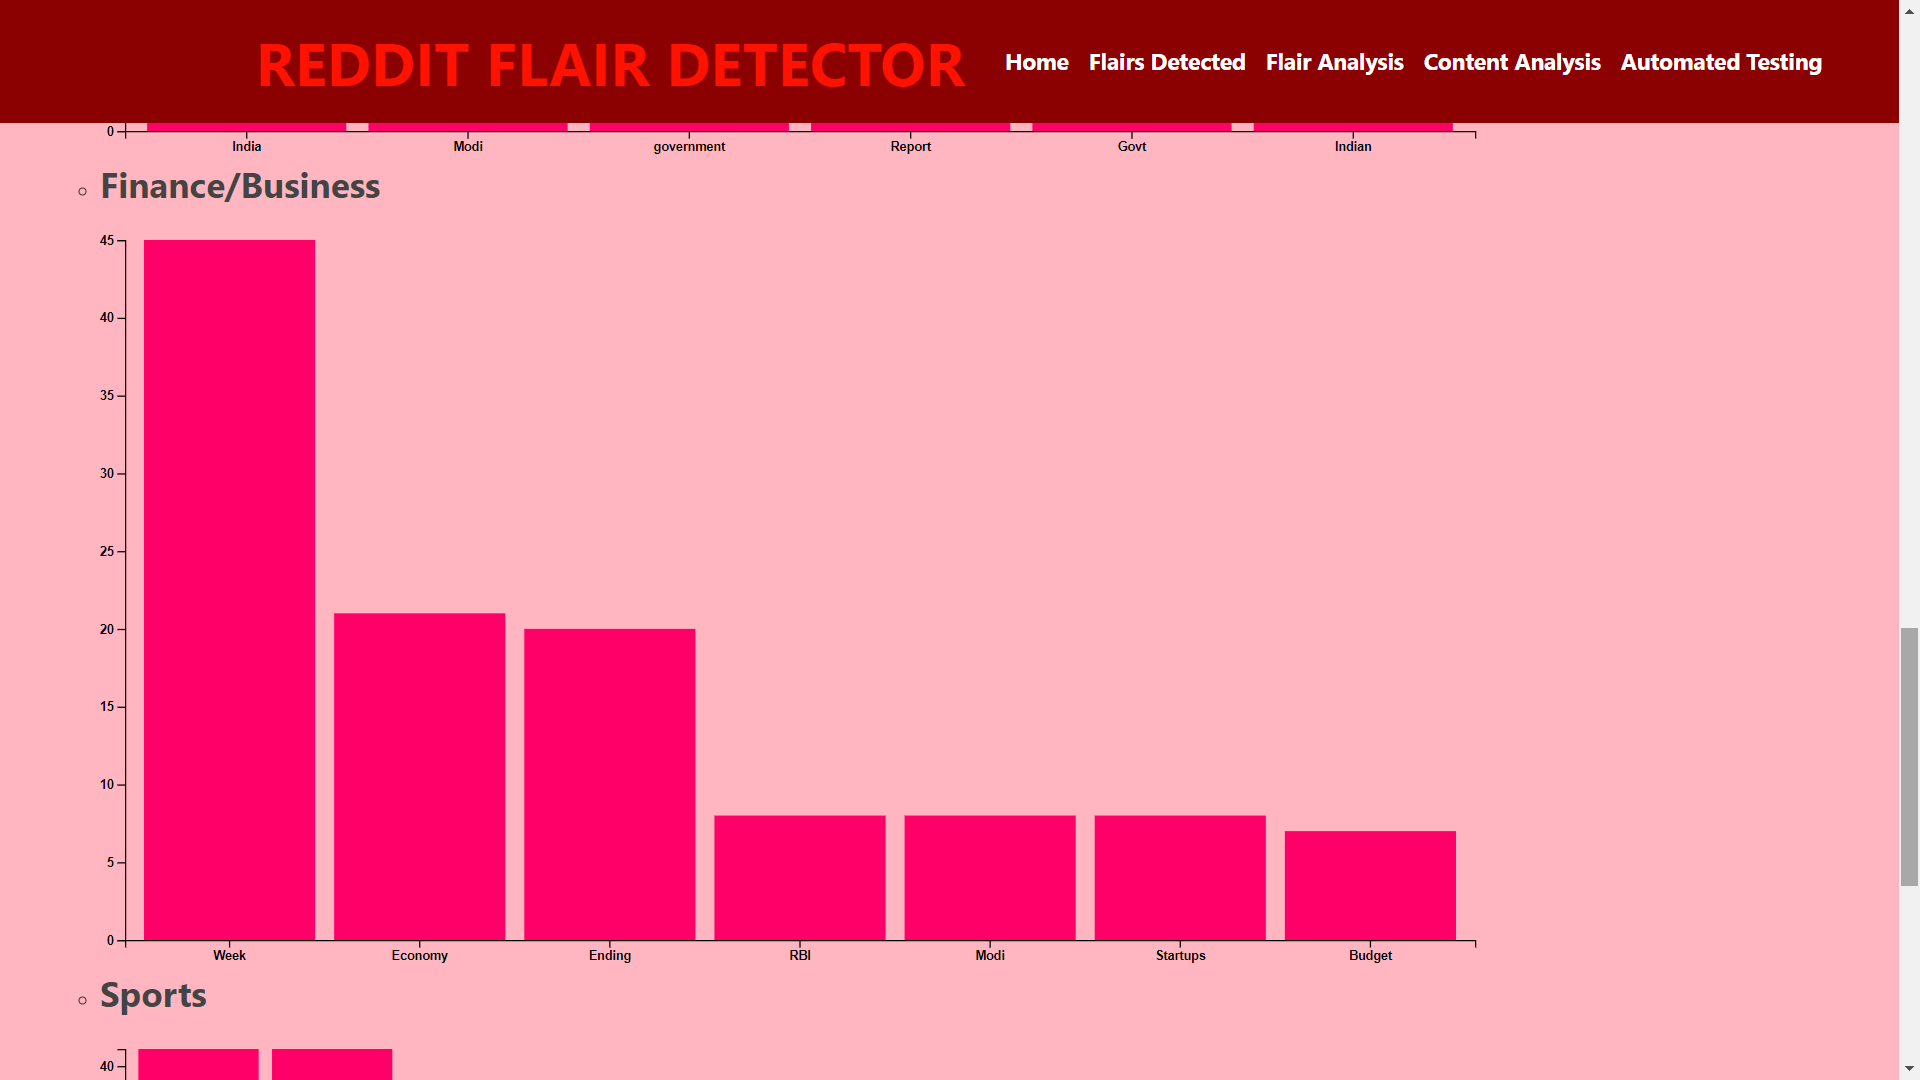 REDDIT FLAIR DETECTOR
Home Flairs Detected Flair Analysis Content Analysis Automated Testing
0
India Modi government Report Govt Indian
Finance/Business
45
40
35
30
25
20
15
10
5
0
Week Economy Ending RBI Modi Startups Budget
Sports
40